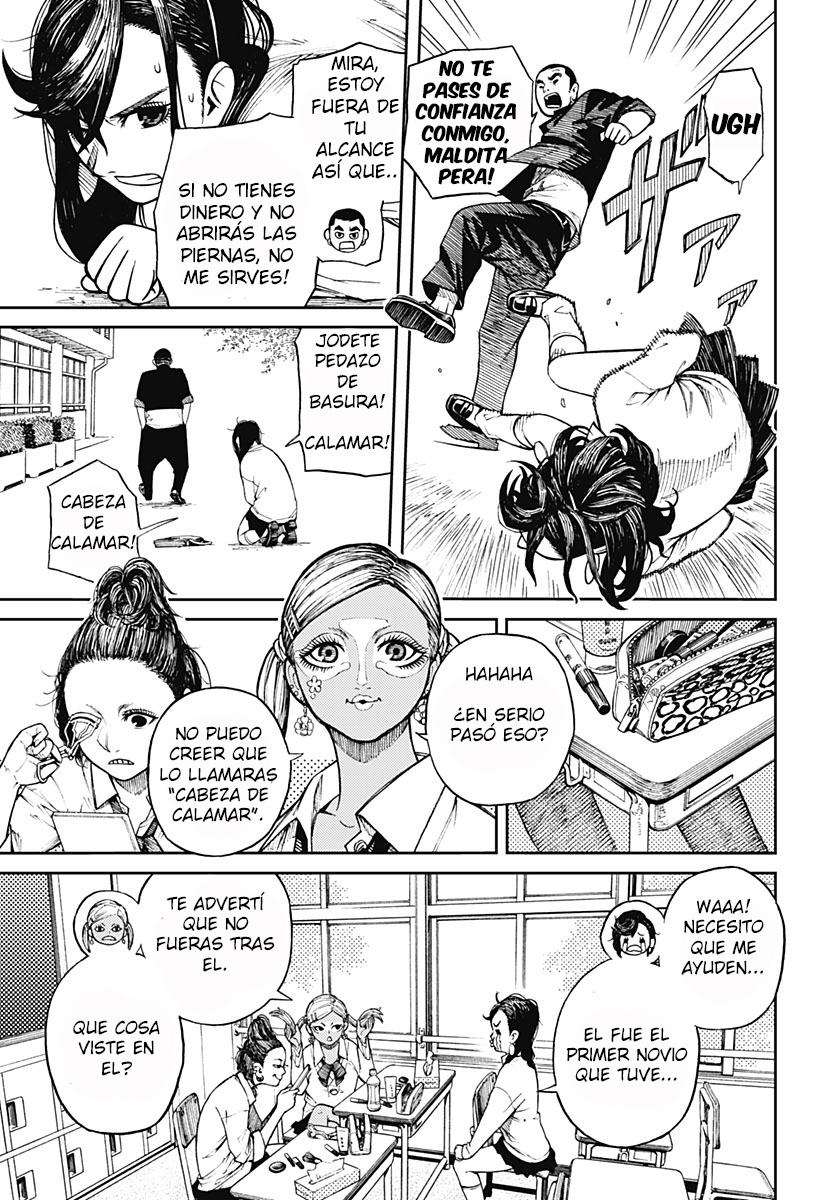 UGH
NO TE
PASES DE
CONFIANZA
CONMIGO,
MALDITA
PERA!
ザァァ
MIRA,
ESTOY
FUERA DE
TU
ALCANCE
ASÍ QUE..
SI NO TIENES
DINERO Y NO
ABRIRÁS LAS
PIERNAS, NO
ME SIRVES!
JODETE
PEDAZO
DE
BASURA!
CALAMAR!
CABEZA
DE
CALAMAR!
HAHAHA
¿EN SERIO
PASÓ ESO?
NO PUEDO
CREER QUE
LO LLAMARAS
“CABEZA DE
CALAMAR”.
WAAA!
NECESITO
QUE ME
AYUDEN...
EL FUE EL
PRIMER NOVIO
QUE TUVE...
TE ADVERTÍ
QUE NO
FUERAS TRAS
EL.
QUE COSA
VISTE EN
EL?